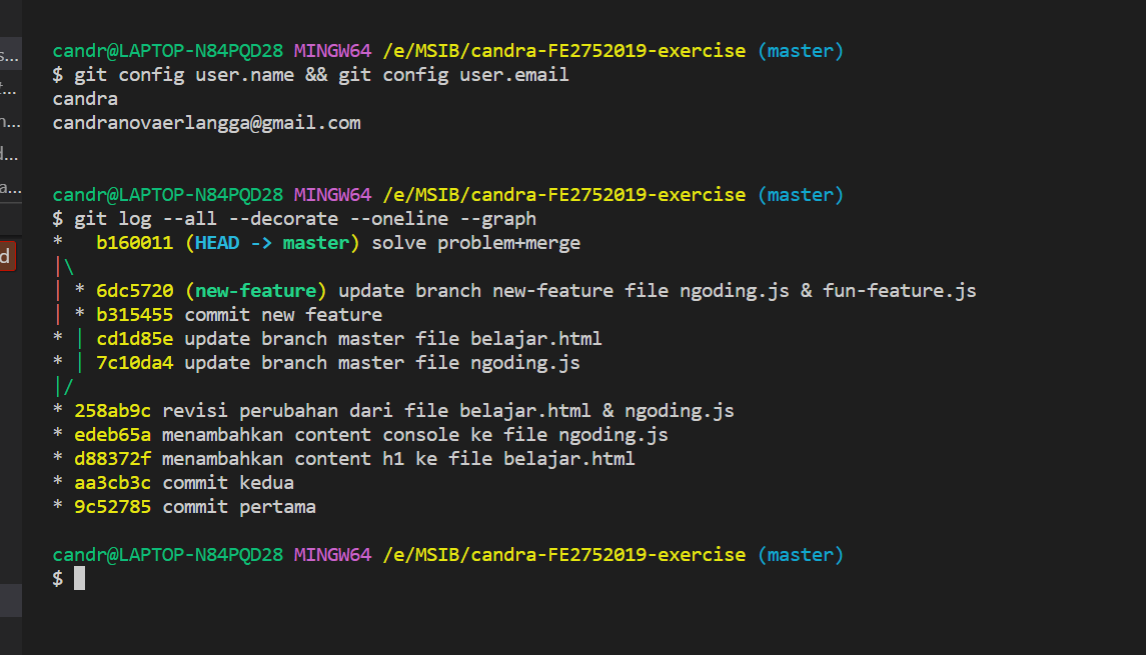 candr@LAPTOP-N84PQD28 MINGW64 /e/MSIB/candra-FE2752019-exercise (master)
$ git config user.name && git config user.email
candra
candranovaerlangga@gmail.com
candr@LAPTOP-N84PQD28 MINGW64 /e/MSIB/candra-FE2752019-exercise (master)
$ git log --all --decorate --oneline --graph
*   b160011 (HEAD -> master) solve problem+merge
|\
| * 6dc5720 (new-feature) update branch new-feature file ngoding.js & fun-feature.js
| * b315455 commit new feature
* | cd1d85e update branch master file belajar.html
* | 7c10da4 update branch master file ngoding.js
|/
* 258ab9c revisi perubahan dari file belajar.html & ngoding.js
* edeb65a menambahkan content console ke file ngoding.js
* d88372f menambahkan content h1 ke file belajar.html
* aa3cb3c commit kedua
* 9c52785 commit pertama
candr@LAPTOP-N84PQD28 MINGW64 /e/MSIB/candra-FE2752019-exercise (master)
$